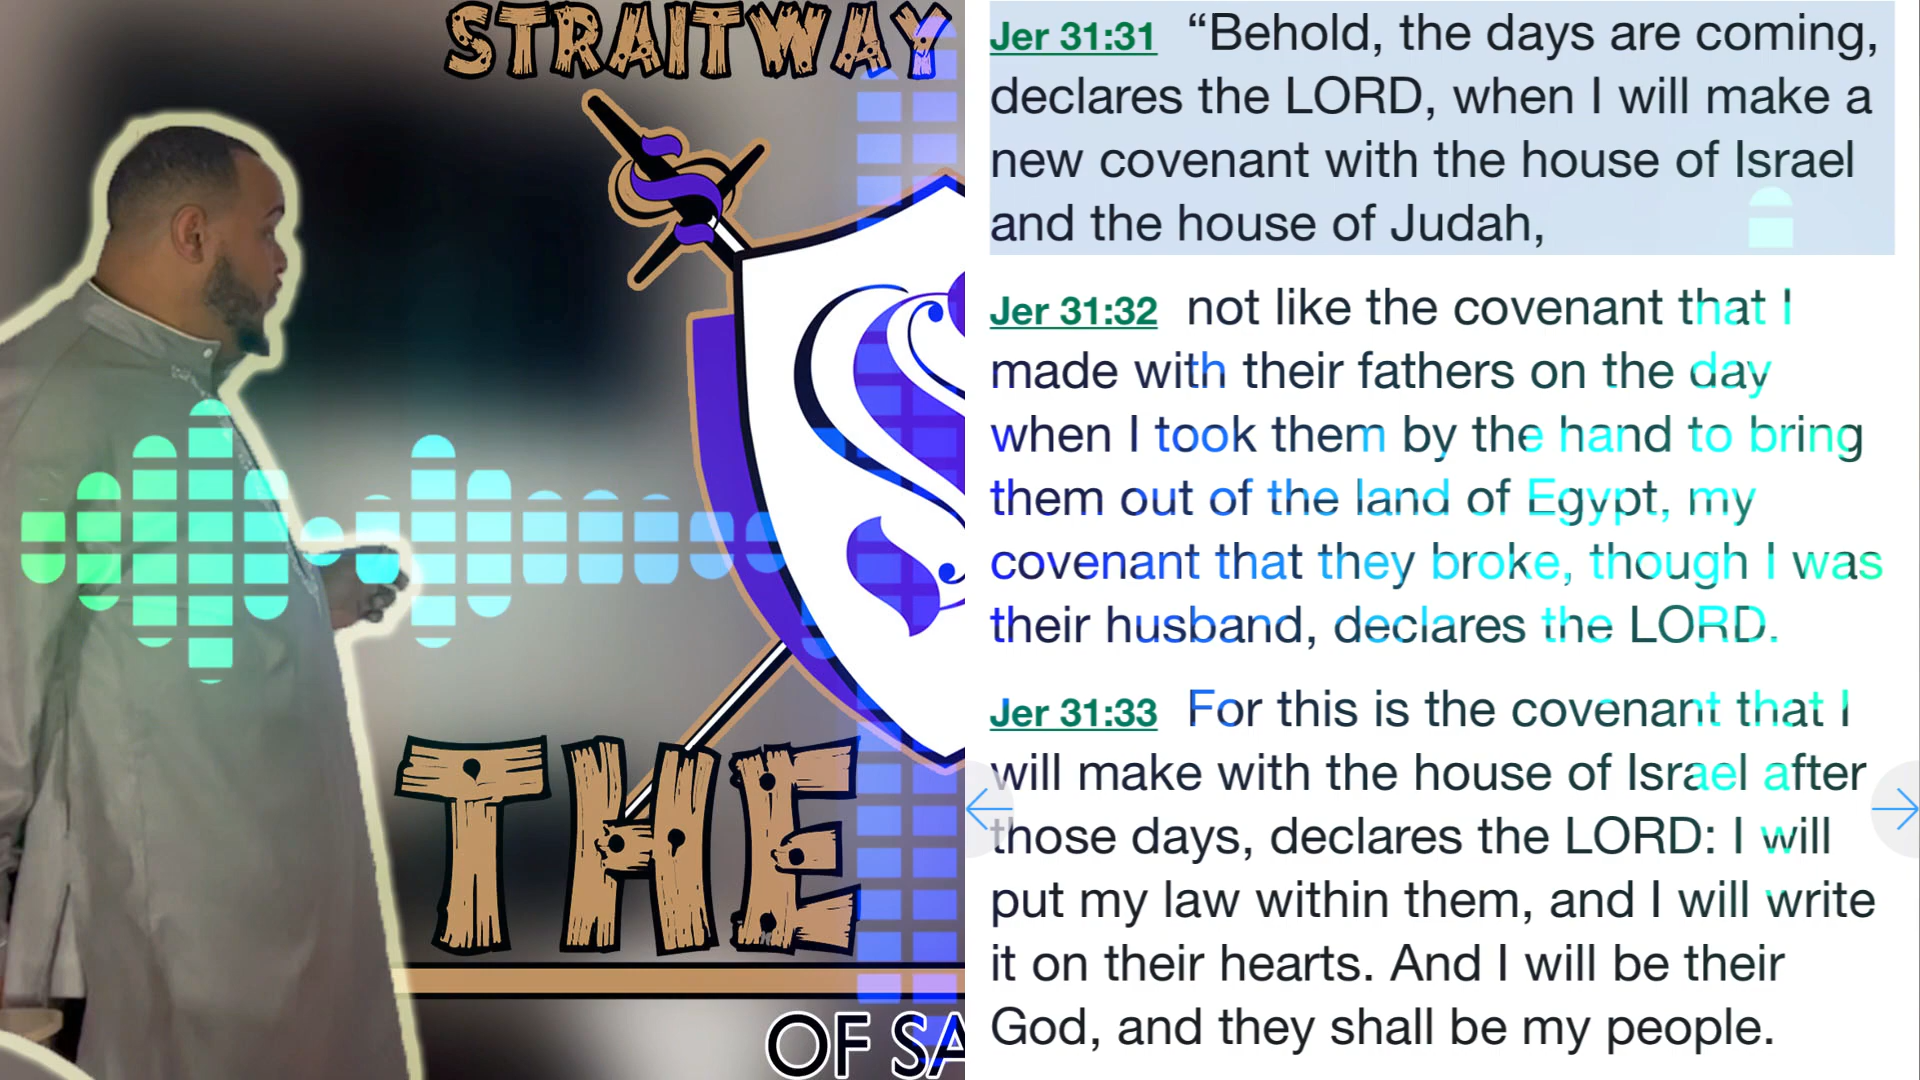 STRAITWAY
THE
OF SA
Jer 31:31 “Behold, the days are coming,
declares the LORD, when I will make a
new covenant with the house of Israel
and the house of Judah,
Jer 31:32 not like the covenant that I
made with their fathers on the day
when I took them by the hand to bring
them out of the land of Egypt, my
covenant that they broke, though I was
their husband, declares the LORD.
Jer 31:33 For this is the covenant that I
will make with the house of Israel after
those days, declares the LORD: I will
put my law within them, and I will write
it on their hearts. And I will be their
God, and they shall be my people.